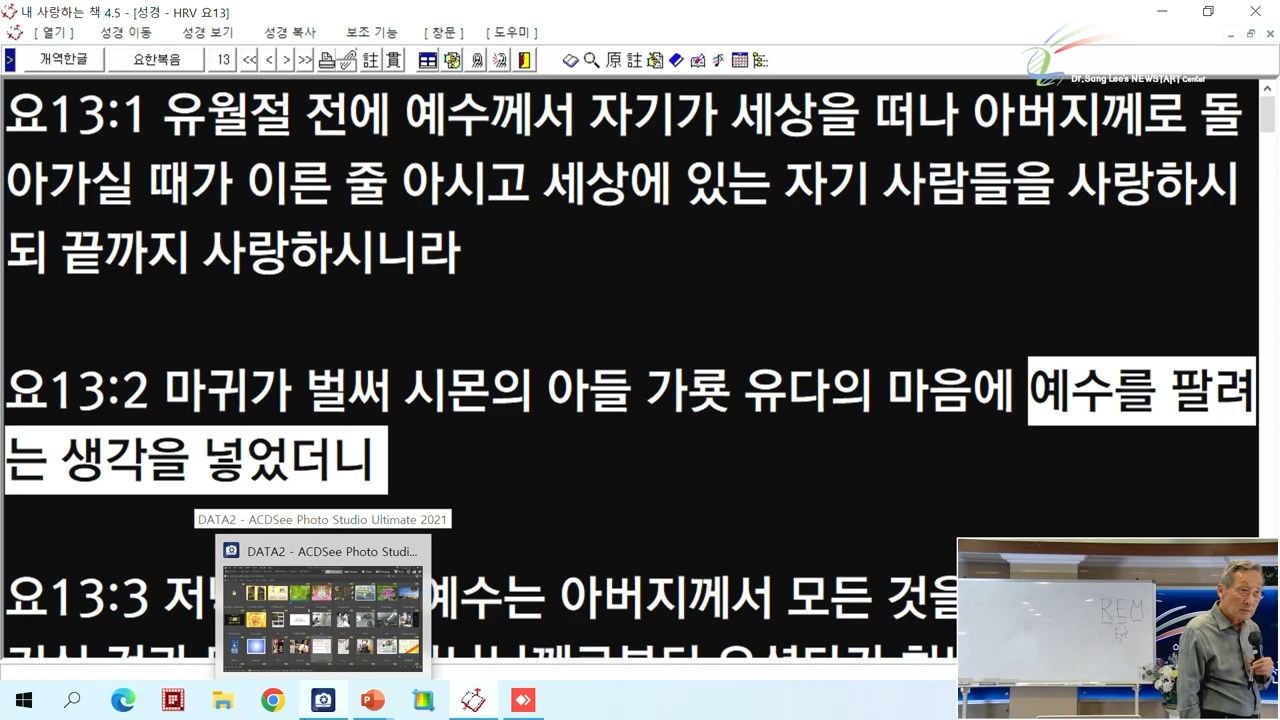 내 사랑하는 책 4.5 - [성경 - HRV 요13]
[ 열기 ] 성경 이동 성경 보기 성경 복사 보조 기능 [ 창문 ] [ 도우미 ]
> 개역한글 요한복음 13 << < > >> 註 貫 原 註
Dr.Sang Lee's NEWSTART Center
요13:1 유월절 전에 예수께서 자기가 세상을 떠나 아버지께로 돌
아가실 때가 이른 줄 아시고 세상에 있는 자기 사람들을 사랑하시
되 끝까지 사랑하시니라
요13:2 마귀가 벌써 시몬의 아들 가룟 유다의 마음에 예수를 팔려
는 생각을 넣었더니
DATA2 - ACDSee Photo Studio Ultimate 2021
DATA2 - ACDSee Photo Studi...
요13:3 예수는 아버지께서 모든 것을
REM
Eye